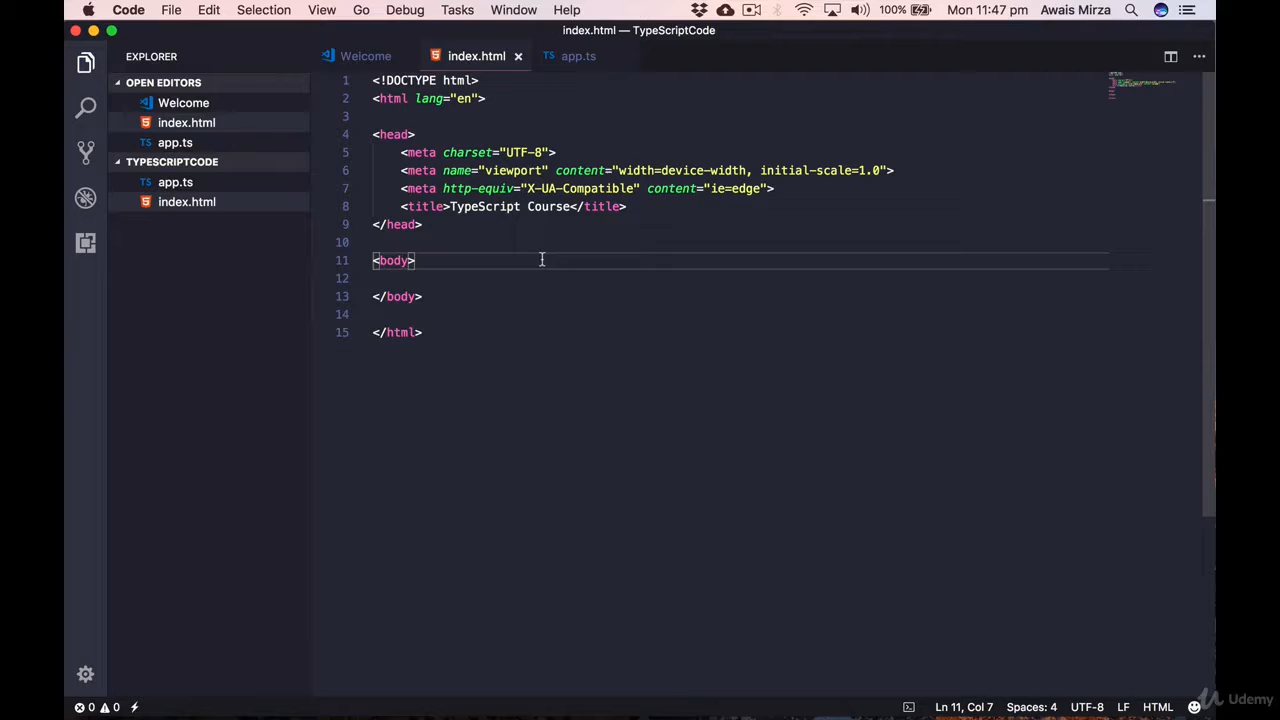 Code File Edit Selection View Go Debug Tasks Window Help 100% Mon 11:47 pm Awais Mirza
index.html — TypeScriptCode
EXPLORER
OPEN EDITORS
Welcome
index.html
TS app.ts
TYPESCRIPTCODE
TS app.ts
index.html
Welcome index.html × TS app.ts
1 <!DOCTYPE html>
2 <html lang="en">
3
4 <head>
5 <meta charset="UTF-8">
6 <meta name="viewport" content="width=device-width, initial-scale=1.0">
7 <meta http-equiv="X-UA-Compatible" content="ie=edge">
8 <title>TypeScript Course</title>
9 </head>
10
11 <body>
12
13 </body>
14
15 </html>
0 0 Ln 11, Col 7 Spaces: 4 UTF-8 LF HTML
Udemy